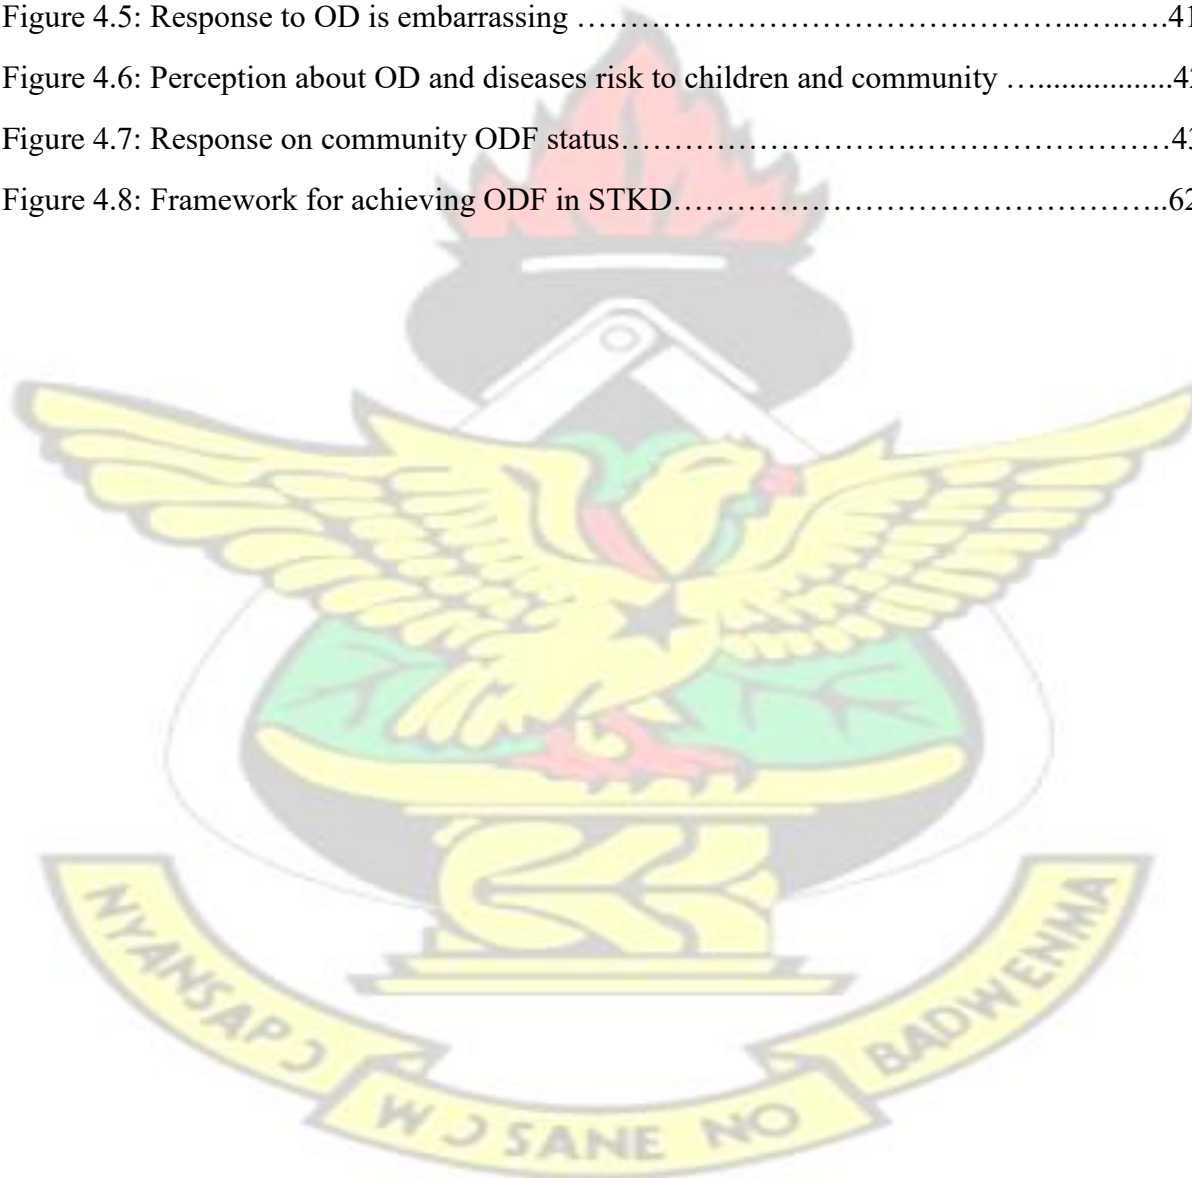 Figure 4.5: Response to OD is embarrassing ………………………………….………..…..….41
Figure 4.6: Perception about OD and diseases risk to children and community …..................42
Figure 4.7: Response on community ODF status……………………….……………………43
Figure 4.8: Framework for achieving ODF in STKD………….………………………………..62
NYANSAPƆ
WƆSANE NO
BADWENMA